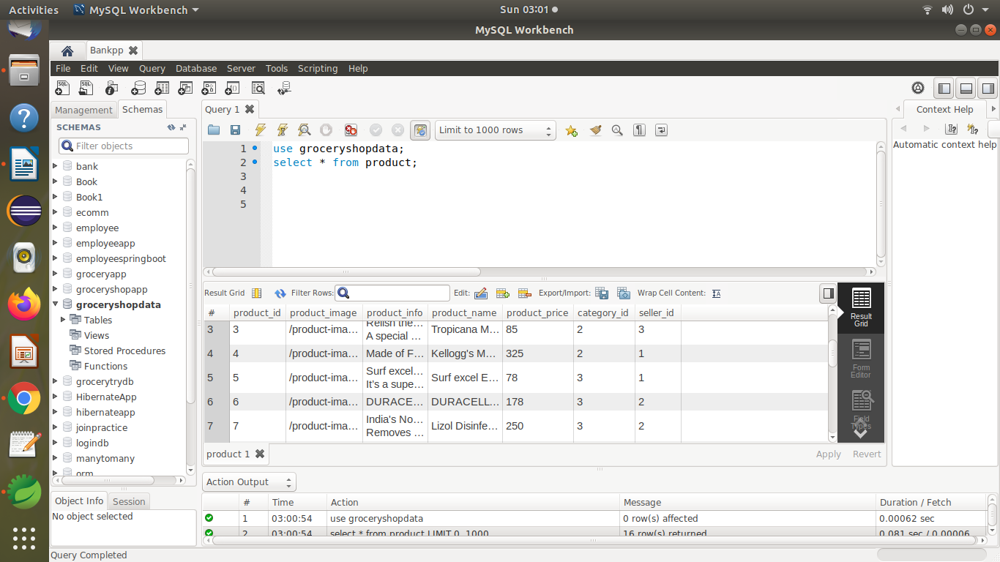 Activities MySQL Workbench Sun 03:01
MySQL Workbench
Bankpp
File Edit View Query Database Server Tools Scripting Help
Management Schemas
SCHEMAS
Filter objects
bank
Book
Book1
ecomm
employee
employeeapp
employeespringboot
groceryapp
groceryshopapp
groceryshopdata
Tables
Views
Stored Procedures
Functions
grocerytrydb
HibernateApp
hibernateapp
joinpractice
logindb
manytomany
orm
Object Info Session
No object selected
Query 1
Limit to 1000 rows
1 use groceryshopdata;
2 select * from product;
3
4
5
Result Grid Filter Rows: Edit: Export/Import: Wrap Cell Content:
# product_id product_image product_info product_name product_price category_id seller_id
3 3 /product-ima... Relish the... Tropicana M... 85 2 3
A special ...
4 4 /product-ima... Made of F... Kellogg's M... 325 2 1
5 5 /product-ima... Surf excel... Surf excel E... 78 3 1
It's a supe...
6 6 /product-ima... DURACE... DURACELL... 178 3 2
7 7 /product-ima... India's No... Lizol Disinfe... 250 3 2
Removes ...
Result
Grid
Form
Editor
Field
Types
product 1 Apply Revert
Context Help
Automatic context help
Action Output
# Time Action Message Duration / Fetch
1 03:00:54 use groceryshopdata 0 row(s) affected 0.00062 sec
2 03:00:54 select * from product LIMIT 0, 1000 16 row(s) returned 0.081 sec / 0.00006
Query Completed